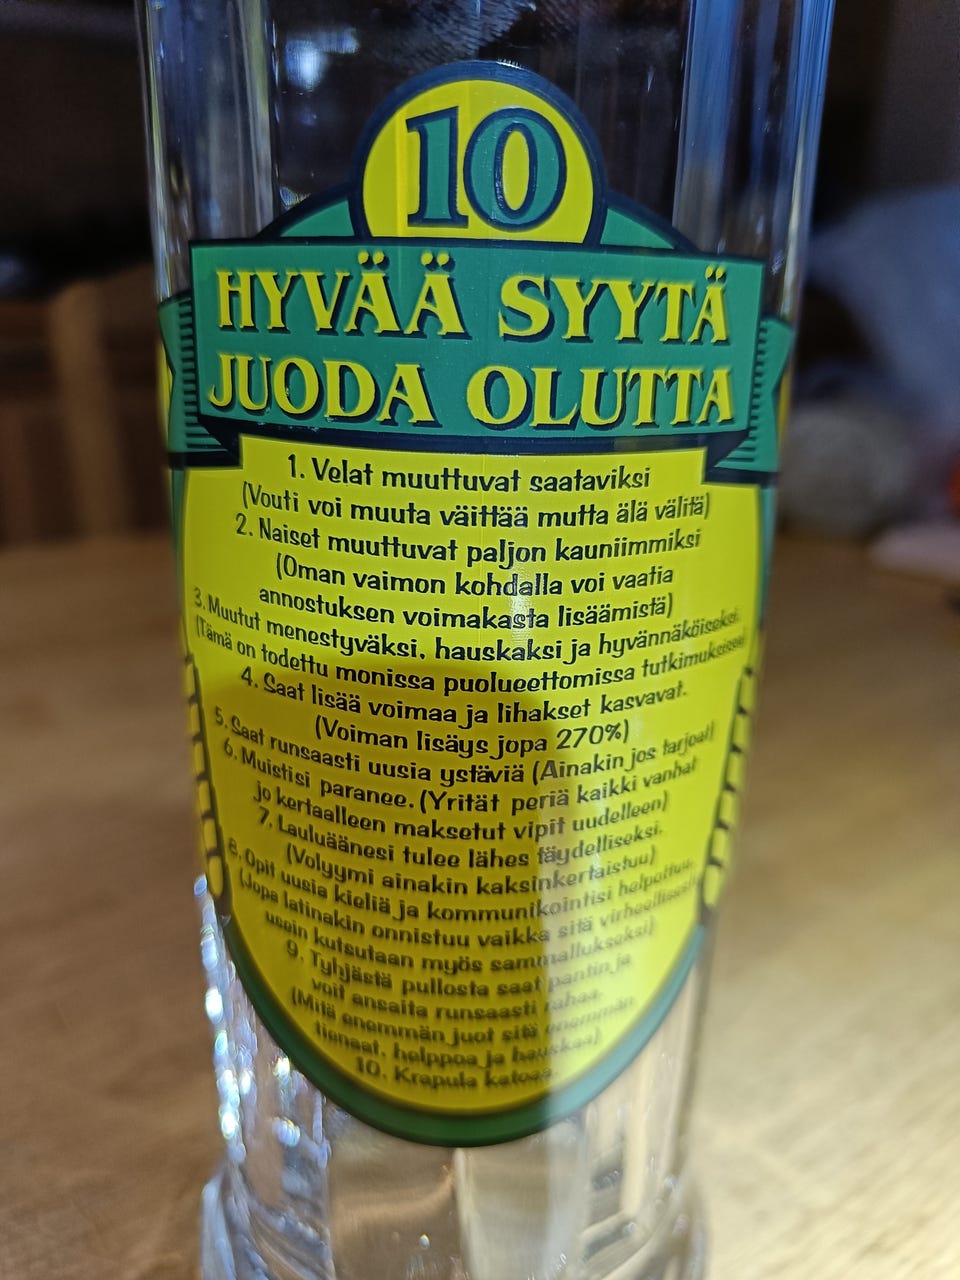 10
HYVÄÄ SYYTÄ
JUODA OLUTTA
1. Velat muuttuvat saataviksi
(Vouti voi muuta väittää mutta älä välitä)
2. Naiset muuttuvat paljon kauniimmiksi
(Oman vaimon kohdalla voi vaatia
annostuksen voimakasta lisäämistä)
3. Muutut menestyväksi, hauskaksi ja hyvännäköiseksi.
(Tämä on todettu monissa puolueettomissa tutkimuksissa)
4. Saat lisää voimaa ja lihakset kasvavat.
(Voiman lisäys jopa 270%)
5. Saat runsaasti uusia ystäviä (Ainakin jos tarjoat)
6. Muistisi paranee. (Yrität periä kaikki vanhat
jo kertaalleen maksetut vipit uudelleen)
7. Lauluäänesi tulee lähes täydelliseksi.
(Volyymi ainakin kaksinkertaistuu)
8. Opit uusia kieliä ja kommunikointisi helpottuu.
(Jopa latinakin onnistuu vaikka sitä virheellisesti
usein kutsutaan myös sammallukseksi)
9. Tyhjästä pullosta saat pantin ja
voit ansaita runsaasti rahaa.
(Mitä enemmän juot sitä enemmän
tienaat, helppoa ja hauskaa)
10. Krapula katoaa.